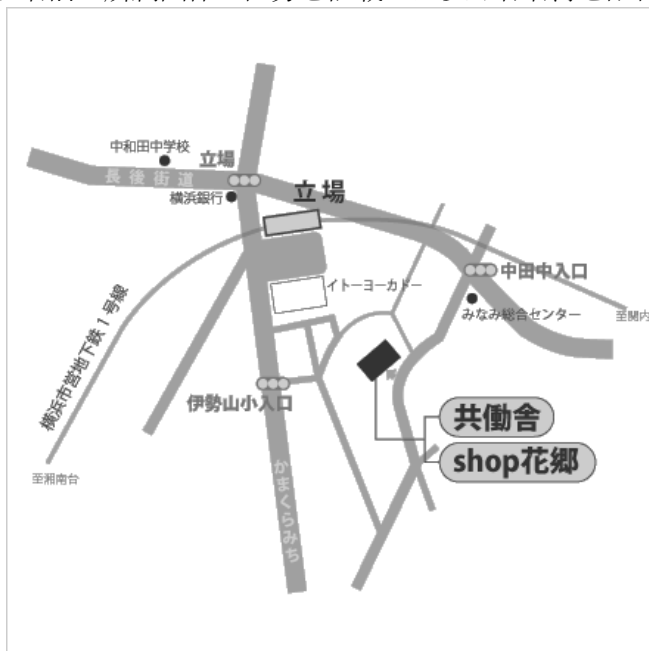 中和田中学校
立場
長後街道
横浜銀行
立場
イトーヨーカドー
中田中入口
みなみ総合センター
至関内
横浜市営地下鉄1号線
伊勢山小入口
共働舎
shop花郷
至湘南台
かまくらみち